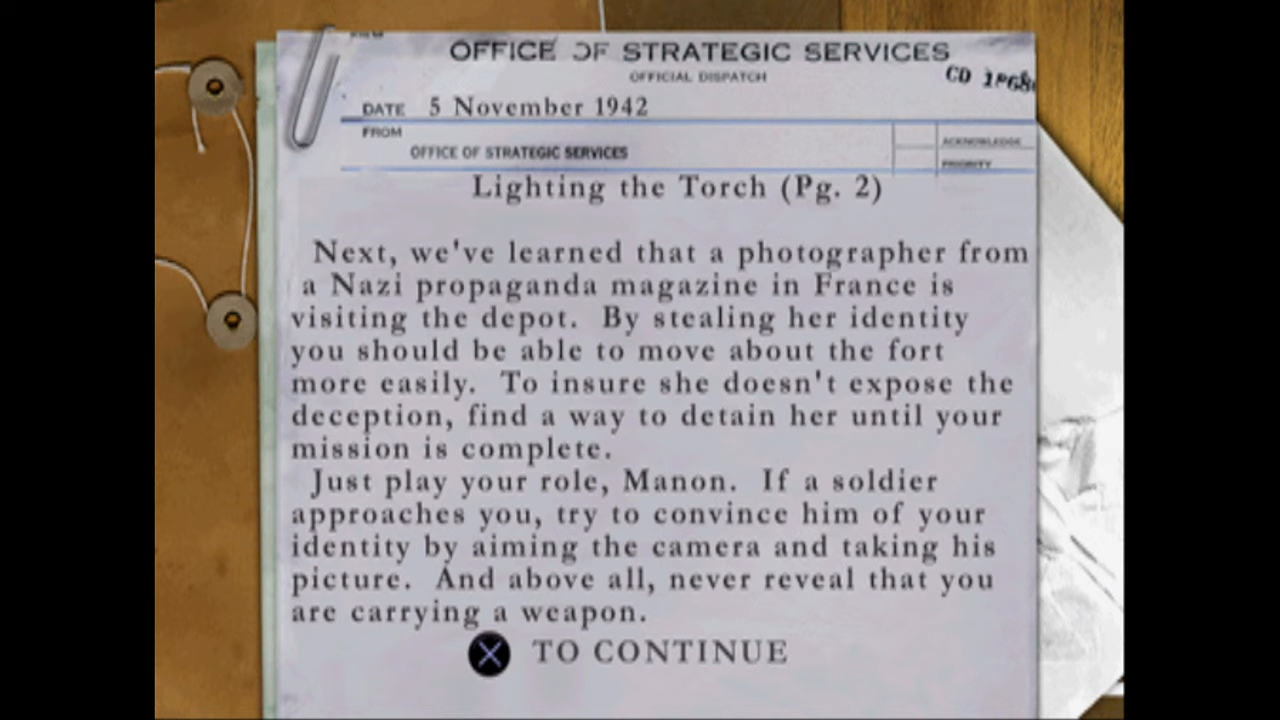 OFFICE OF STRATEGIC SERVICES
OFFICIAL DISPATCH
DATE 5 November 1942
FROM
ACKNOWLEDGE
OFFICE OF STRATEGIC SERVICES
PRIORITY
Lighting the Torch (Pg. 2)
Next, we've learned that a photographer from
a Nazi propaganda magazine in France is
visiting the depot. By stealing her identity
you should be able to move about the fort
more easily. To insure she doesn't expose the
deception, find a way to detain her until your
mission is complete.
Just play your role, Manon. If a soldier
approaches you, try to convince him of your
identity by aiming the camera and taking his
picture. And above all, never reveal that you
are carrying a weapon.
TO CONTINUE